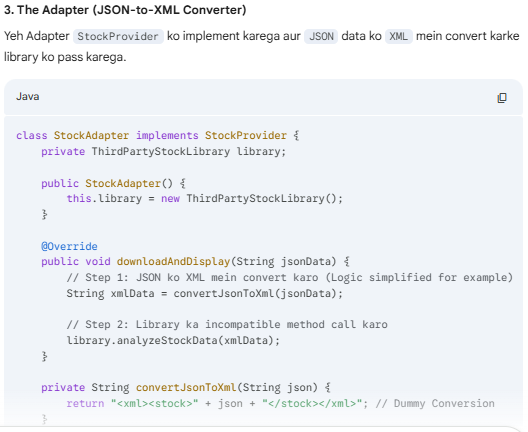 3. The Adapter (JSON-to-XML Converter)
Yeh Adapter StockProvider ko implement karega aur JSON data ko XML mein convert karke
library ko pass karega.
Java
class StockAdapter implements StockProvider {
    private ThirdPartyStockLibrary library;

    public StockAdapter() {
        this.library = new ThirdPartyStockLibrary();
    }

    @Override
    public void downloadAndDisplay(String jsonData) {
        // Step 1: JSON ko XML mein convert karo (Logic simplified for example)
        String xmlData = convertJsonToXml(jsonData);

        // Step 2: Library ka incompatible method call karo
        library.analyzeStockData(xmlData);
    }

    private String convertJsonToXml(String json) {
        return "<xml><stock>" + json + "</stock></xml>"; // Dummy Conversion
    }